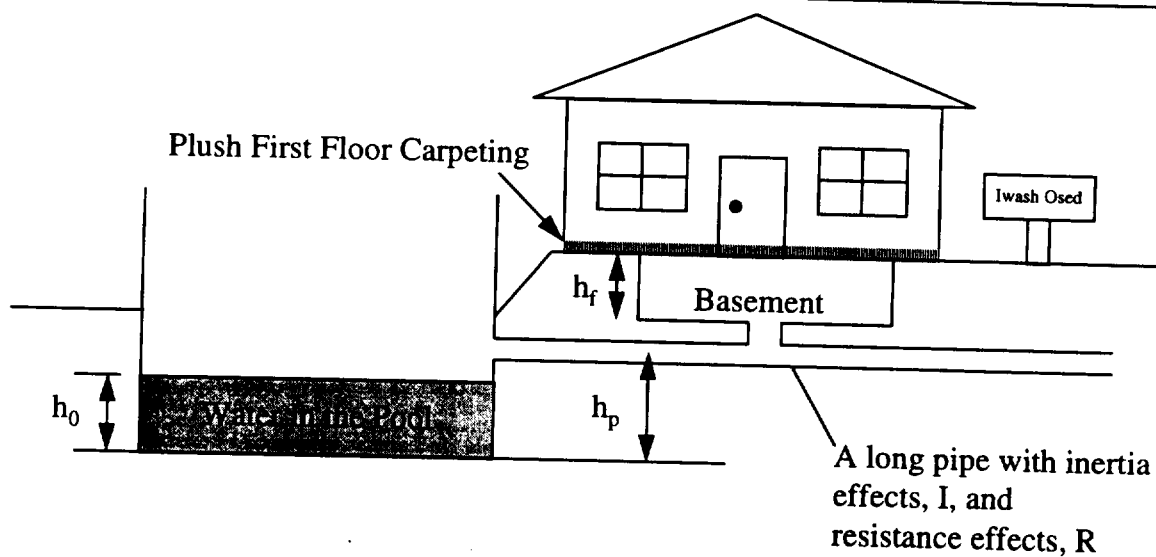 Plush First Floor Carpeting
Iwash Osed
h_f
Basement
h_0
Water in the Pool
h_p
A long pipe with inertia
effects, I, and
resistance effects, R